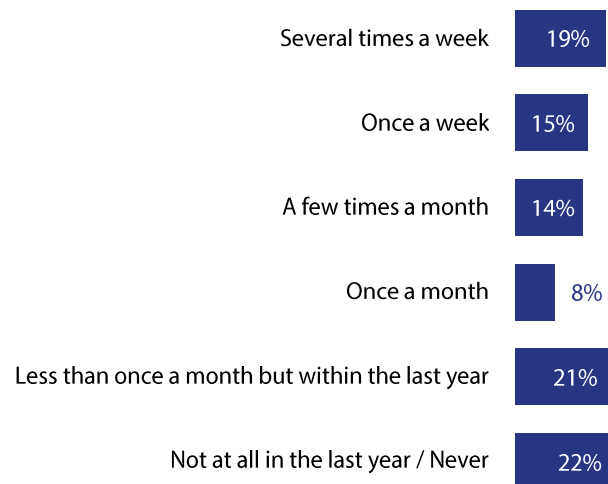 Several times a week 19%
Once a week 15%
A few times a month 14%
Once a month 8%
Less than once a month but within the last year 21%
Not at all in the last year / Never 22%